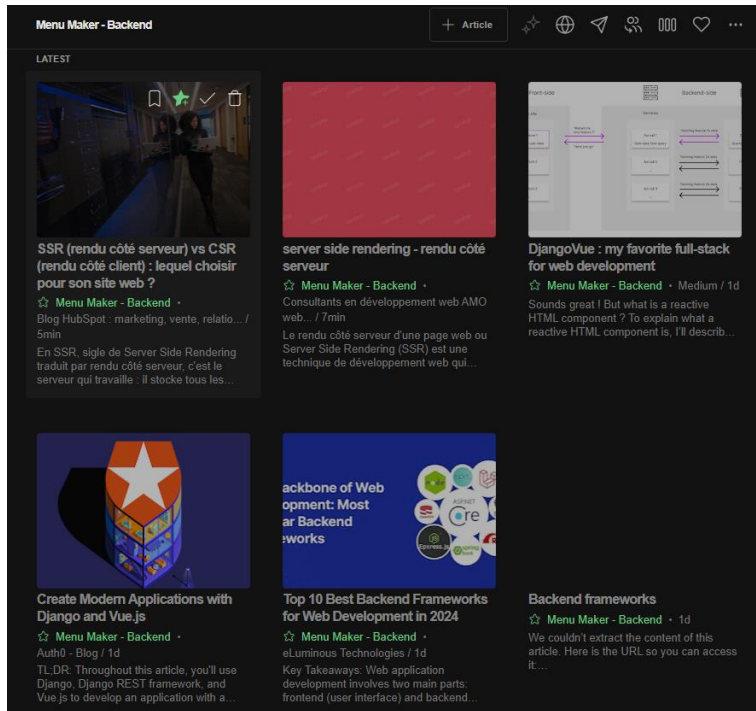 Menu Maker - Backend
Article
LATEST
SSR (rendu côté serveur) vs CSR
(rendu côté client) : lequel choisir
pour son site web ?
Menu Maker - Backend •
Blog HubSpot : marketing, vente, relatio... /
5min
En SSR, sigle de Server Side Rendering
traduit par rendu côté serveur, c'est le
serveur qui travaille : il stocke tous les...
server side rendering - rendu côté
serveur
Menu Maker - Backend •
Consultants en développement web AMO
web... / 7min
Le rendu côté serveur d'une page web ou
Server Side Rendering (SSR) est une
technique de développement web qui...
Front-side
Backend-side
DjangoVue : my favorite full-stack
for web development
Menu Maker - Backend • Medium / 1d
Sounds great ! But what is a reactive
HTML component ? To explain what a
reactive HTML component is, I'll describ...
Create Modern Applications with
Django and Vue.js
Menu Maker - Backend •
Auth0 - Blog / 1d
TL;DR: Throughout this article, you'll use
Django, Django REST framework, and
Vue.js to develop an application with a...
ackbone of Web
opment: Most
ar Backend
eworks
node
ASP.NET
Core
Express.js
spring
Top 10 Best Backend Frameworks
for Web Development in 2024
Menu Maker - Backend •
eLuminous Technologies / 1d
Key Takeaways: Web application
development involves two main parts:
frontend (user interface) and backend...
Backend frameworks
Menu Maker - Backend • 1d
We couldn't extract the content of this
article. Here is the URL so you can access
it:...